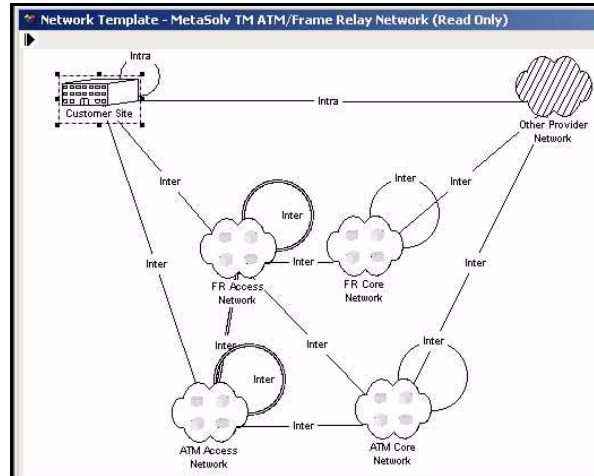 Network Template - MetaSolv TM ATM/Frame Relay Network (Read Only)
Intra
Customer Site
Intra
Other Provider
Network
Inter
Inter
Inter
Inter
Inter
Inter
FR Access
Network
FR Core
Network
Inter
Inter
Inter
Inter
Inter
Inter
Inter
ATM Access
Network
ATM Core
Network